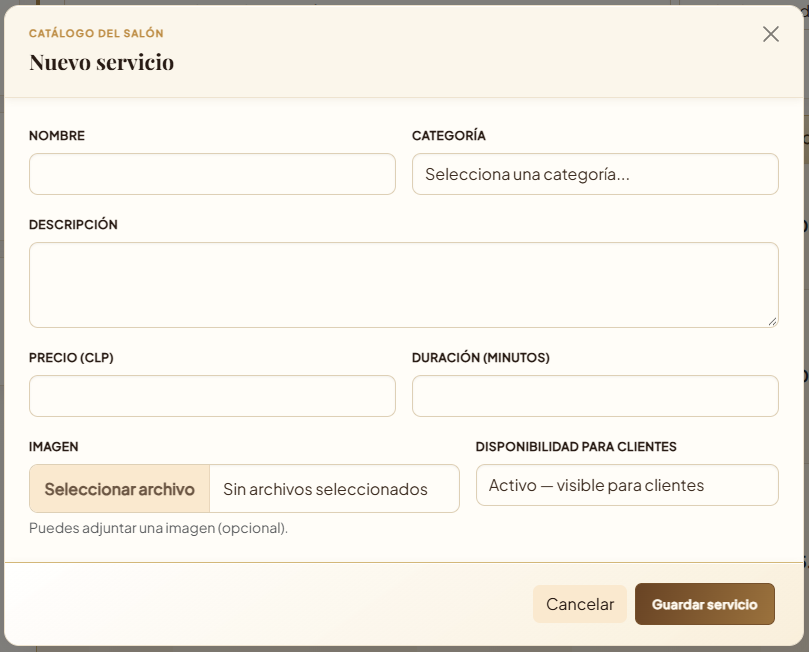 CATÁLOGO DEL SALÓN
Nuevo servicio
NOMBRE
CATEGORÍA
Selecciona una categoría...
DESCRIPCIÓN
PRECIO (CLP)
DURACIÓN (MINUTOS)
IMAGEN
DISPONIBILIDAD PARA CLIENTES
Seleccionar archivo
Sin archivos seleccionados
Activo — visible para clientes
Puedes adjuntar una imagen (opcional).
Cancelar
Guardar servicio